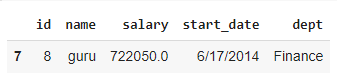 id name salary start_date dept
7 8 guru 722050.0 6/17/2014 Finance